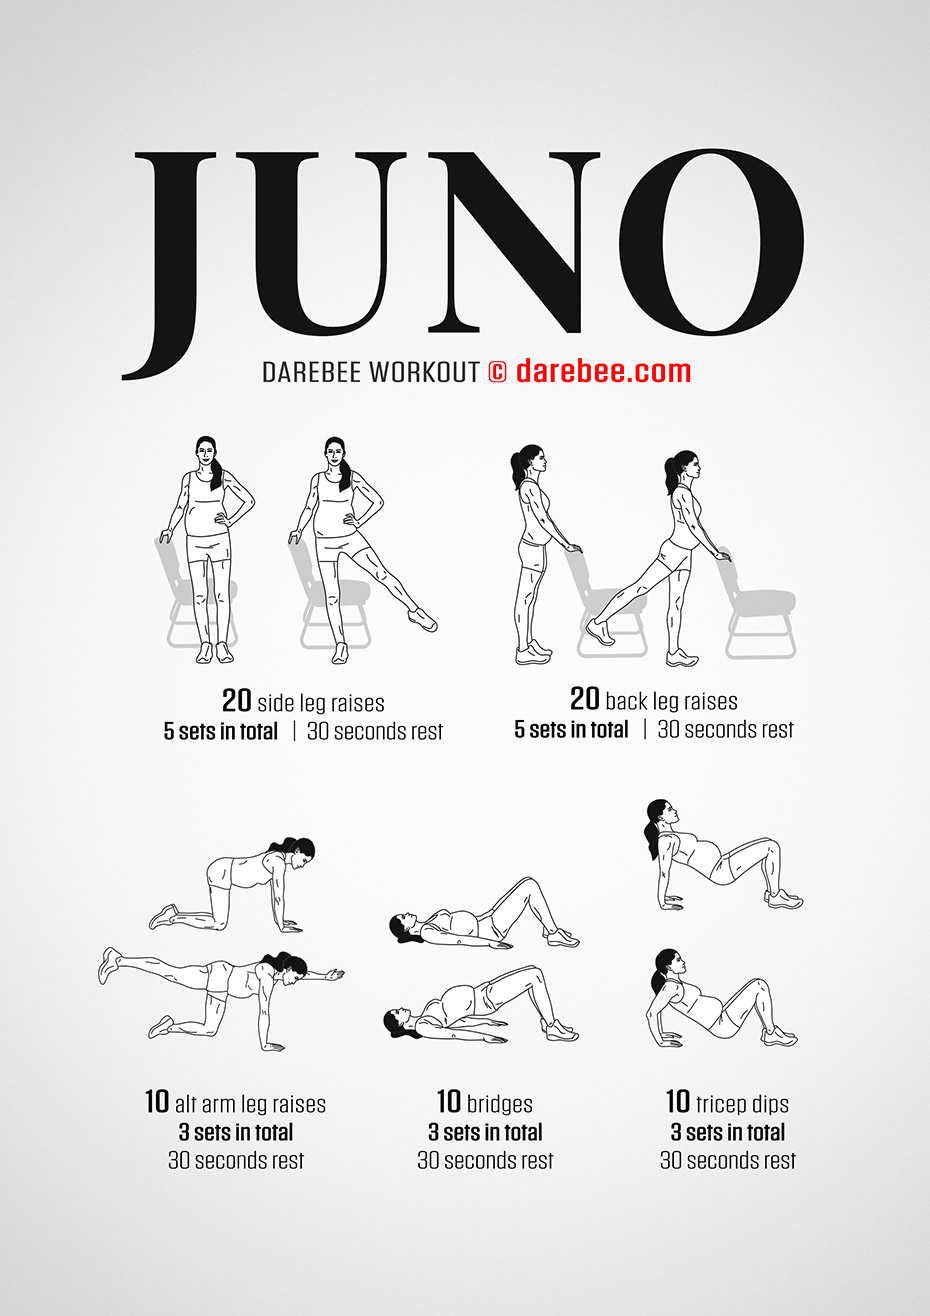 JUNO
DAREBEE WORKOUT © darebee.com
20 side leg raises
5 sets in total | 30 seconds rest
20 back leg raises
5 sets in total | 30 seconds rest
10 alt arm leg raises
3 sets in total
30 seconds rest
10 bridges
3 sets in total
30 seconds rest
10 tricep dips
3 sets in total
30 seconds rest